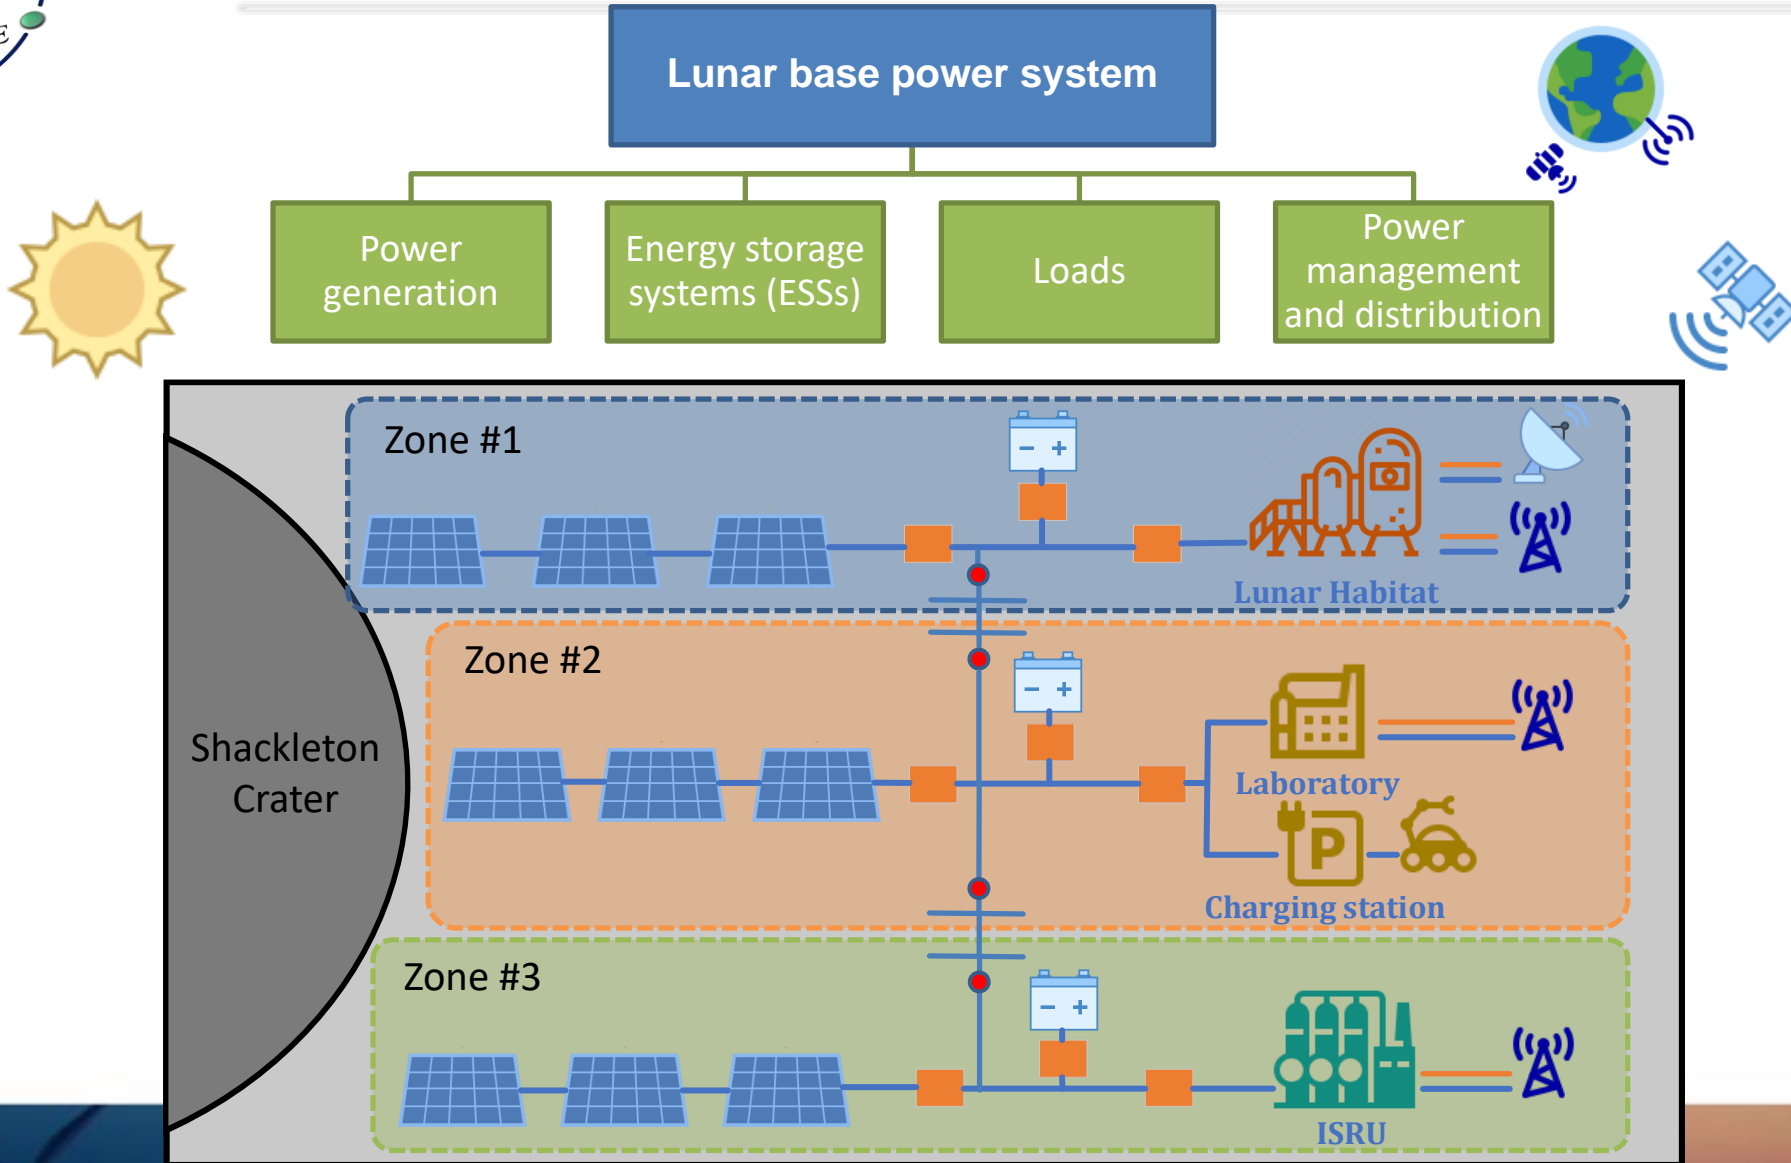 E
Lunar base power system
Power
generation
Energy storage
systems (ESSs)
Loads
Power
management
and distribution
Zone #1
Lunar Habitat
Zone #2
Shackleton
Crater
Laboratory
P
Charging station
Zone #3
ISRU